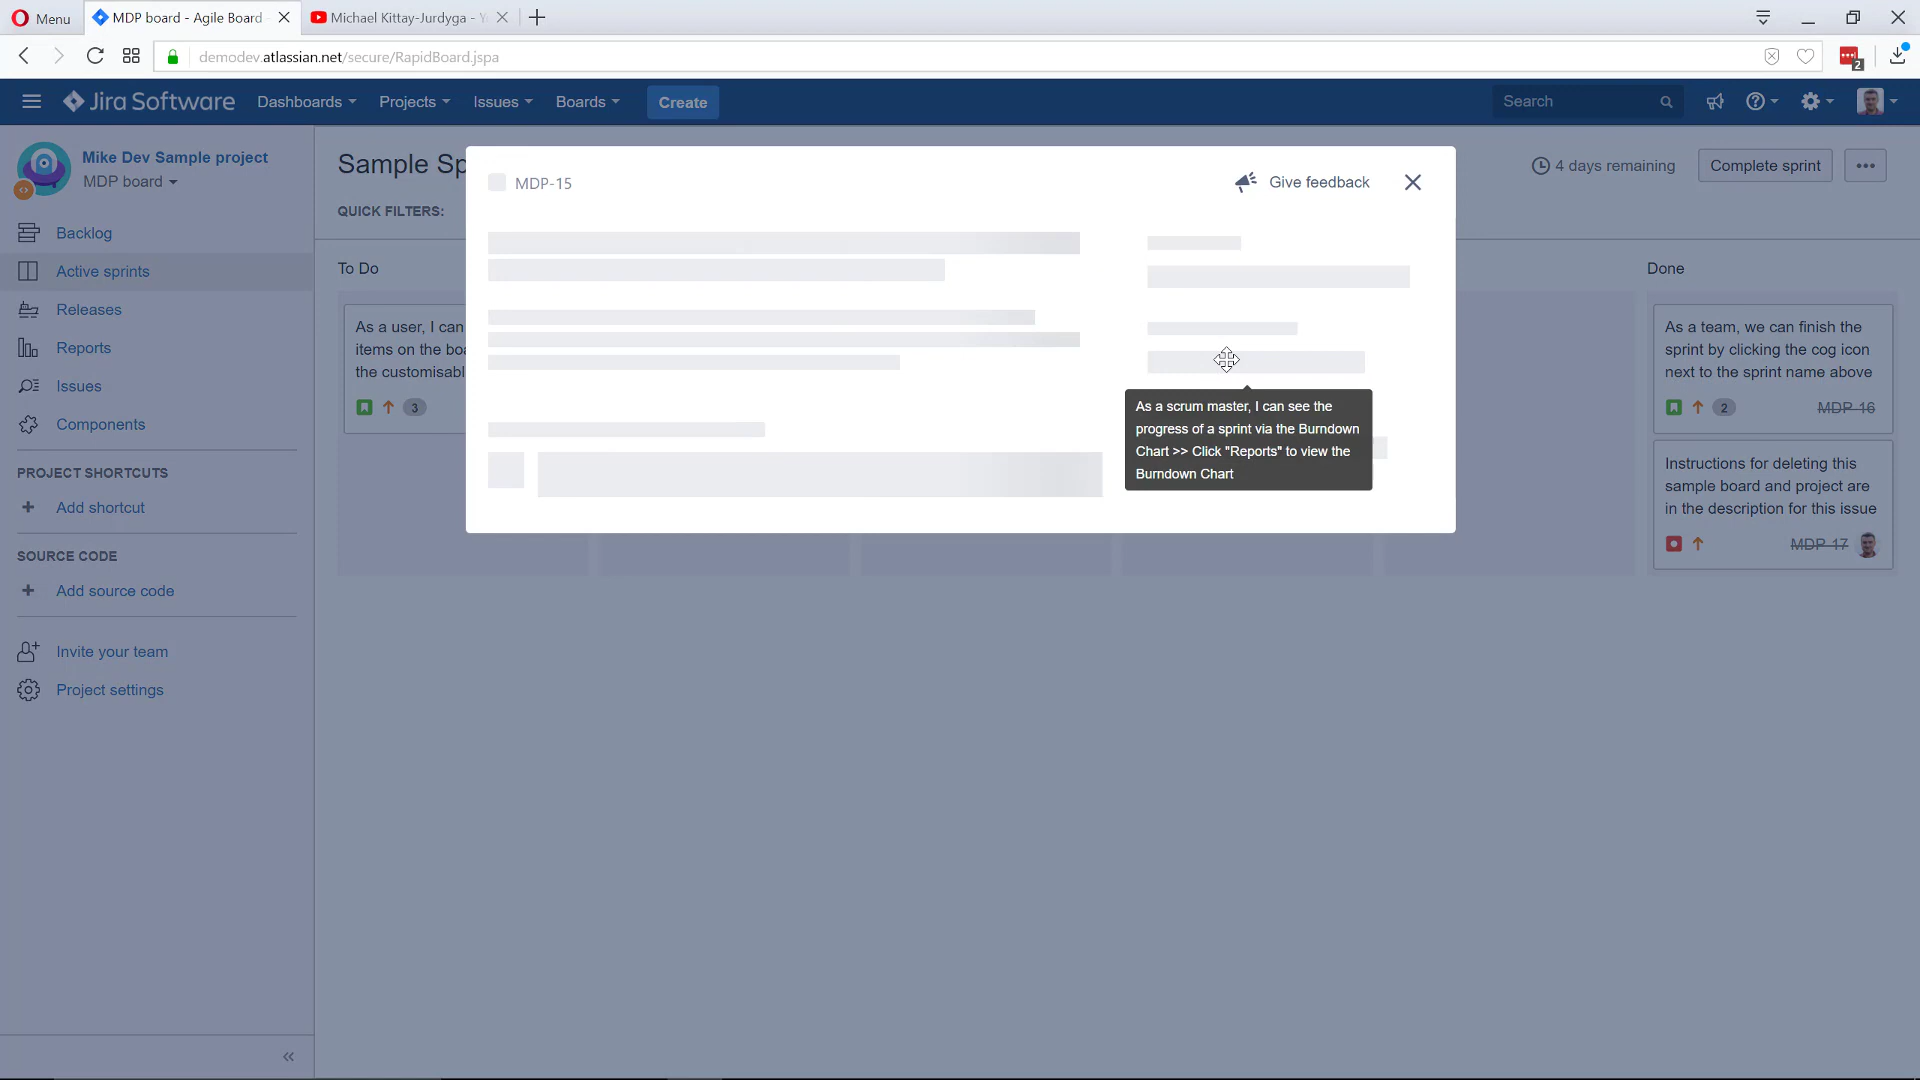 Menu
MDP board - Agile Board
Michael Kittay-Jurdyga - Y
demodev.atlassian.net/secure/RapidBoard.jspa
2
Jira Software
Dashboards
Projects
Issues
Boards
Create
Search
Mike Dev Sample project
MDP board
Backlog
Active sprints
Releases
Reports
Issues
Components
PROJECT SHORTCUTS
Add shortcut
SOURCE CODE
Add source code
Invite your team
Project settings
Sample Sp
4 days remaining
Complete sprint
QUICK FILTERS:
To Do
As a user, I can
items on the boa
the customisabl
3
MDP-15
Give feedback
As a scrum master, I can see the
progress of a sprint via the Burndown
Chart >> Click "Reports" to view the
Burndown Chart
Done
As a team, we can finish the
sprint by clicking the cog icon
next to the sprint name above
2 MDP-16
Instructions for deleting this
sample board and project are
in the description for this issue
MDP-17